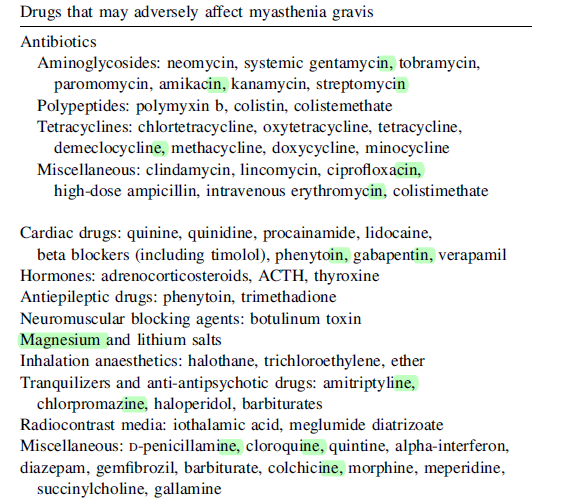 Drugs that may adversely affect myasthenia gravis
Antibiotics
Aminoglycosides: neomycin, systemic gentamycin, tobramycin,
paromomycin, amikacin, kanamycin, streptomycin
Polypeptides: polymyxin b, colistin, colistemethate
Tetracyclines: chlortetracycline, oxytetracycline, tetracycline,
demeclocycline, methacycline, doxycycline, minocycline
Miscellaneous: clindamycin, lincomycin, ciprofloxacin,
high-dose ampicillin, intravenous erythromycin, colistimethate
Cardiac drugs: quinine, quinidine, procainamide, lidocaine,
beta blockers (including timolol), phenytoin, gabapentin, verapamil
Hormones: adrenocorticosteroids, ACTH, thyroxine
Antiepileptic drugs: phenytoin, trimethadione
Neuromuscular blocking agents: botulinum toxin
Magnesium and lithium salts
Inhalation anaesthetics: halothane, trichloroethylene, ether
Tranquilizers and anti-antipsychotic drugs: amitriptyline,
chlorpromazine, haloperidol, barbiturates
Radiocontrast media: iothalamic acid, meglumide diatrizoate
Miscellaneous: D-penicillamine, cloroquine, quintine, alpha-interferon,
diazepam, gemfibrozil, barbiturate, colchicine, morphine, meperidine,
succinylcholine, gallamine